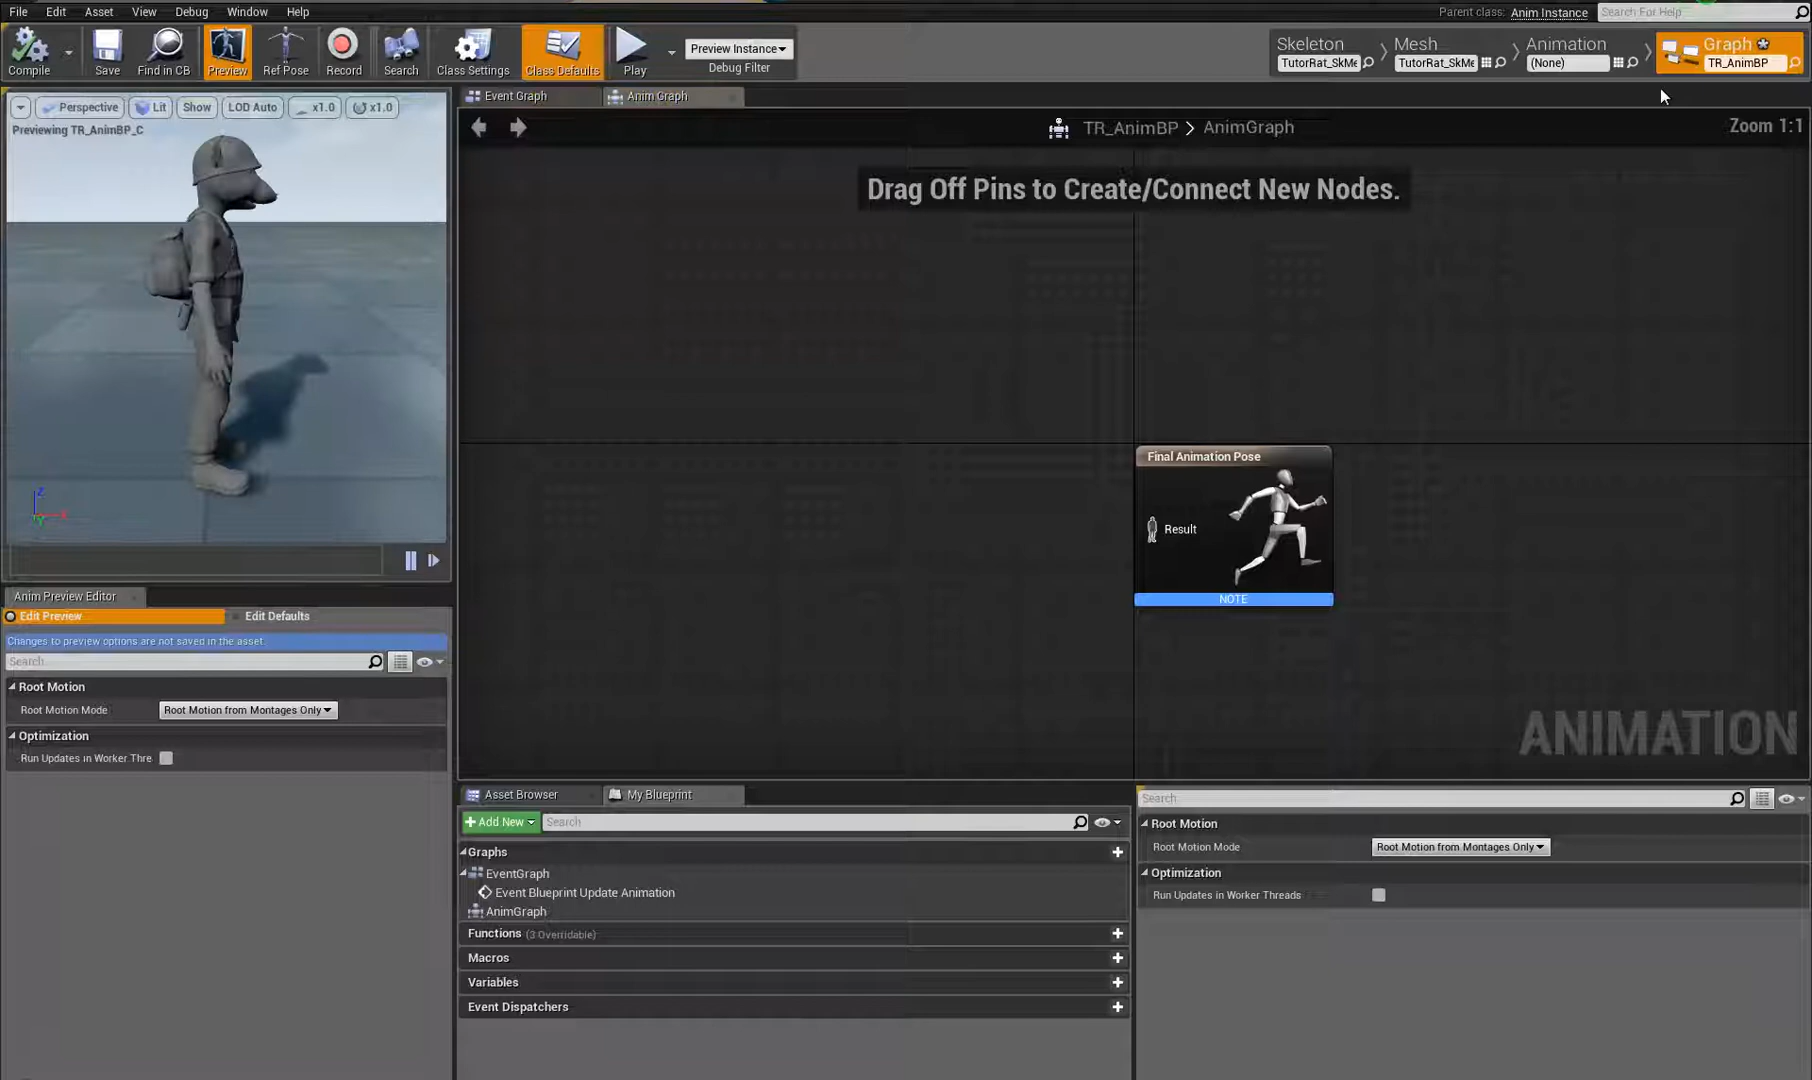 File Edit Asset View Debug Window Help
Parent class: Anim Instance Search For Help
Compile Save Find in CB Preview Ref Pose Record Search Class Settings Class Defaults Play
Preview Instance
Debug Filter
Skeleton TutorRat_SkMe
Mesh TutorRat_SkMe
Animation (None)
Graph TR_AnimBP
Perspective Lit Show LOD Auto x1.0 x1.0
Previewing TR_AnimBP_C
Event Graph Anim Graph
TR_AnimBP > AnimGraph
Zoom 1:1
Drag Off Pins to Create/Connect New Nodes.
Final Animation Pose
Result
NOTE
ANIMATION
Anim Preview Editor
Edit Preview Edit Defaults
Changes to preview options are not saved in the asset.
Search
Root Motion
Root Motion Mode Root Motion from Montages Only
Optimization
Run Updates in Worker Thre
Asset Browser My Blueprint
+ Add New Search
Graphs
EventGraph
Event Blueprint Update Animation
AnimGraph
Functions (3 Overridable)
Macros
Variables
Event Dispatchers
Search
Root Motion
Root Motion Mode Root Motion from Montages Only
Optimization
Run Updates in Worker Threads